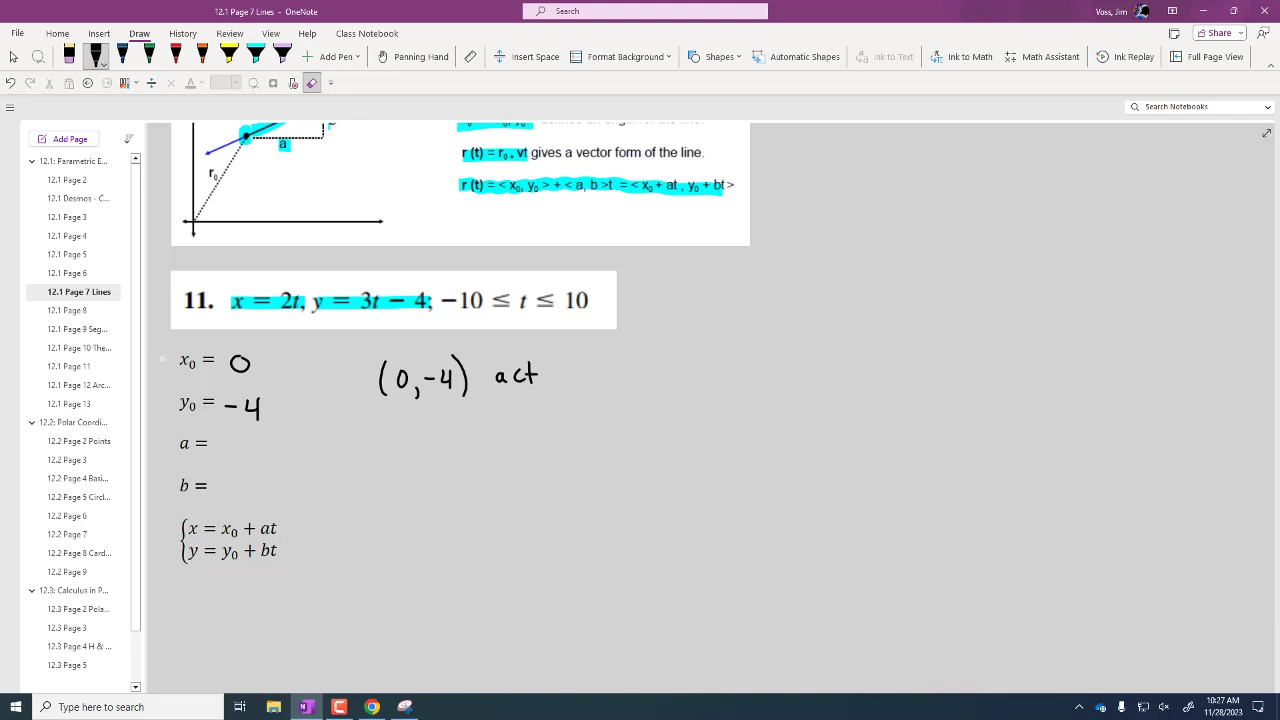 12.1 Page 7 Lines - OneNote
Search
Voss, Jim
File Home Insert Draw History Review View Help Class Notebook
Share
Add Pen
Panning Hand
Insert Space
Format Background
Shapes
Automatic Shapes
Ink to Text
Ink to Math
Math Assistant
Ink Replay
Full Page View
Search Notebooks
Add Page
12.1: Parametric E...
12.1 Page 2
12.1 Desmos - C...
12.1 Page 3
12.1 Page 4
12.1 Page 5
12.1 Page 6
12.1 Page 7 Lines
12.1 Page 8
12.1 Page 9 Seg...
12.1 Page 10 The...
12.1 Page 11
12.1 Page 12 Arc...
12.1 Page 13
12.2: Polar Coordi...
12.2 Page 2 Points
12.2 Page 3
12.2 Page 4 Basi...
12.2 Page 5 Circl...
12.2 Page 6
12.2 Page 7
12.2 Page 8 Card...
12.2 Page 9
12.3: Calculus in P...
12.3 Page 2 Pola...
12.3 Page 3
12.3 Page 4 H & ...
12.3 Page 5
a
r₀
r (t) = r₀ + vt gives a vector form of the line.
r (t) = < x₀, y₀ > + < a, b >t = < x₀ + at , y₀ + bt >
11. x = 2t, y = 3t − 4; −10 ≤ t ≤ 10
x₀ = 0
(0, -4) act
y₀ = -4
a =
b =
x = x₀ + at
y = y₀ + bt
Type here to search
10:27 AM
11/28/2023